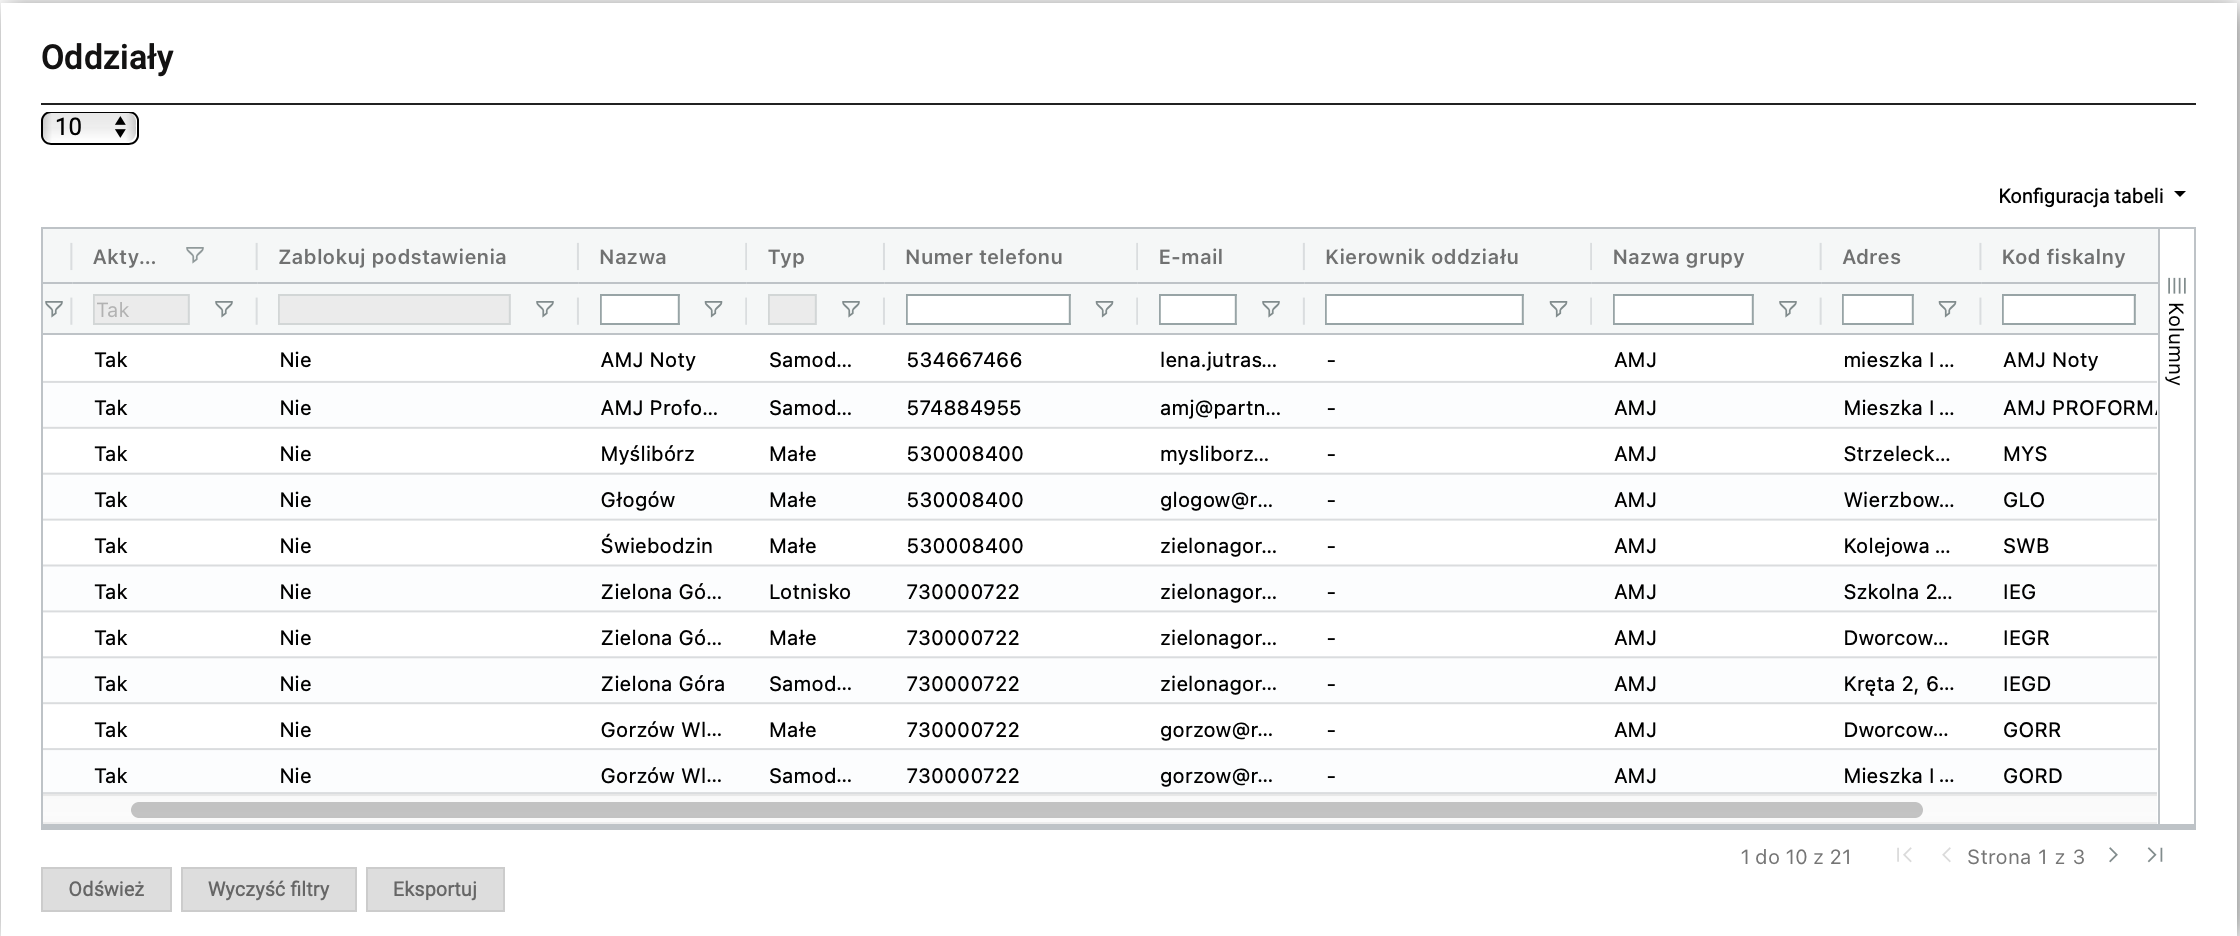 Oddziały
10
Konfiguracja tabeli
Akty... Zablokuj podstawienia Nazwa Typ Numer telefonu E-mail Kierownik oddziału Nazwa grupy Adres Kod fiskalny
Tak
Kolumny
Tak Nie AMJ Noty Samod... 534667466 lena.jutras... - AMJ mieszka I ... AMJ Noty
Tak Nie AMJ Profo... Samod... 574884955 amj@partn... - AMJ Mieszka I ... AMJ PROFORMA
Tak Nie Myślibórz Małe 530008400 mysliborz... - AMJ Strzeleck... MYS
Tak Nie Głogów Małe 530008400 glogow@r... - AMJ Wierzbow... GLO
Tak Nie Świebodzin Małe 530008400 zielonagor... - AMJ Kolejowa ... SWB
Tak Nie Zielona Gó... Lotnisko 730000722 zielonagor... - AMJ Szkolna 2... IEG
Tak Nie Zielona Gó... Małe 730000722 zielonagor... - AMJ Dworcow... IEGR
Tak Nie Zielona Góra Samod... 730000722 zielonagor... - AMJ Kręta 2, 6... IEGD
Tak Nie Gorzów Wl... Małe 730000722 gorzow@r... - AMJ Dworcow... GORR
Tak Nie Gorzów Wl... Samod... 730000722 gorzow@r... - AMJ Mieszka I ... GORD
1 do 10 z 21 Strona 1 z 3
Odśwież Wyczyść filtry Eksportuj